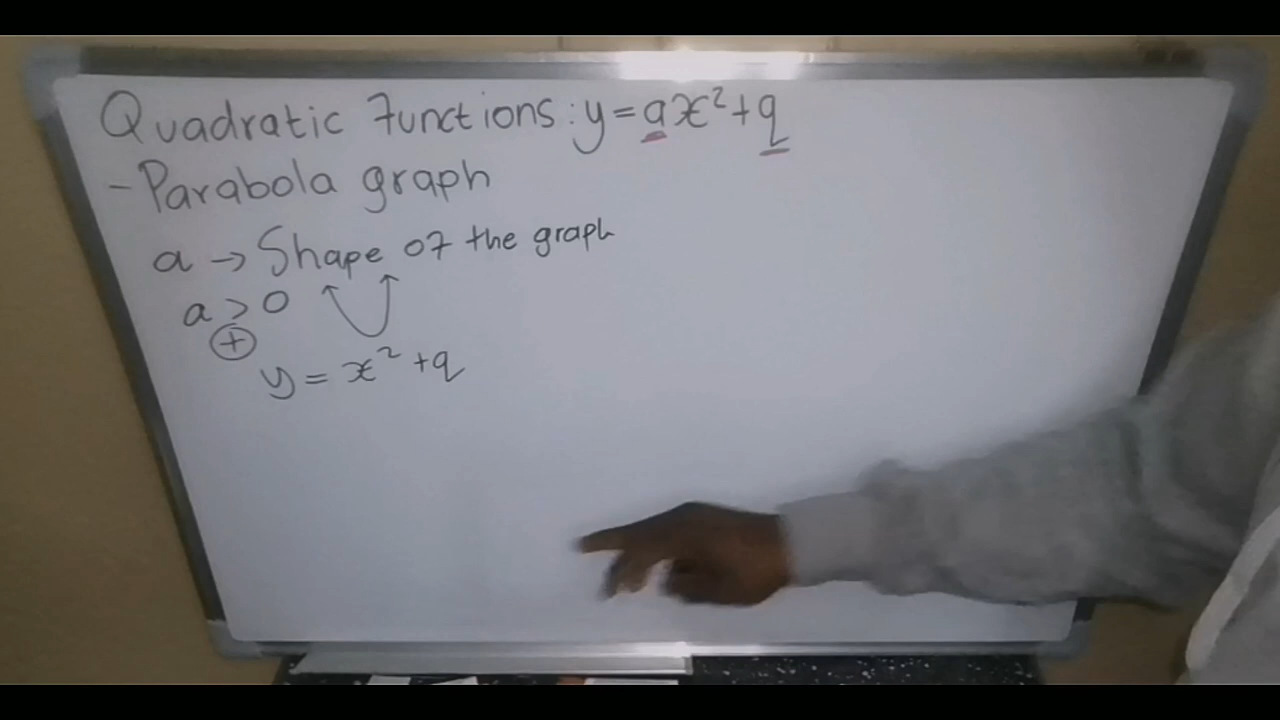 Quadratic Functions: y=ax²+q
- Parabola graph
a → Shape of the graph
a > 0
+
y = x² + q